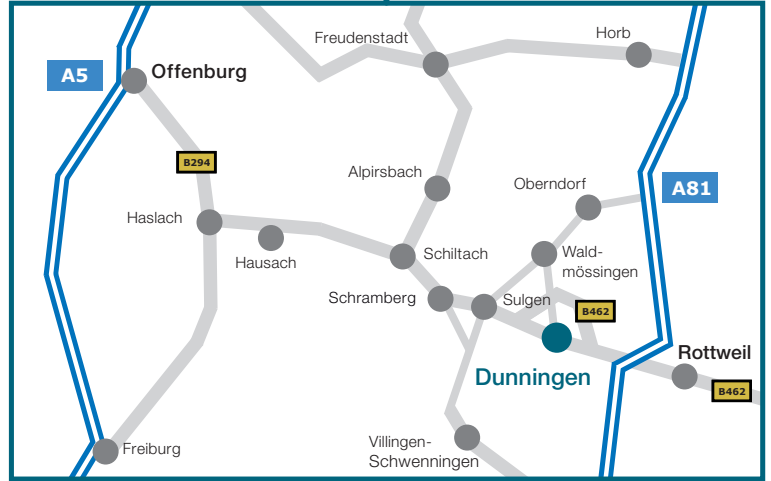 Freudenstadt
Horb
A5
Offenburg
B294
Alpirsbach
Oberndorf
A81
Haslach
Hausach
Schiltach
Wald-
mössingen
Schramberg
Sulgen
B462
Rottweil
Dunningen
B462
Villingen-
Schwenningen
Freiburg